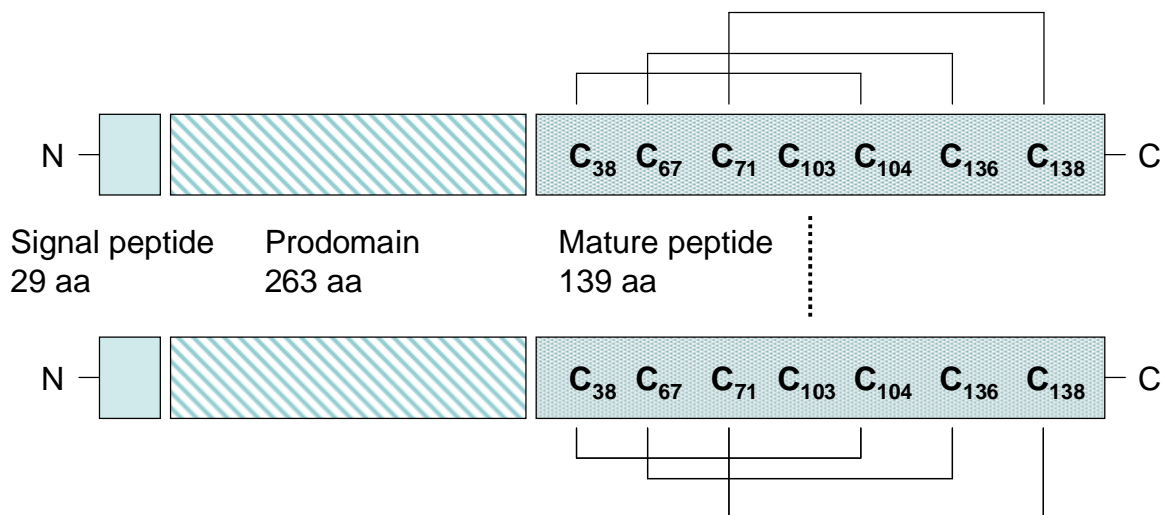 N C₃₈ C₆₇ C₇₁ C₁₀₃ C₁₀₄ C₁₃₆ C₁₃₈ C
Signal peptide Prodomain Mature peptide
29 aa 263 aa 139 aa
N C₃₈ C₆₇ C₇₁ C₁₀₃ C₁₀₄ C₁₃₆ C₁₃₈ C